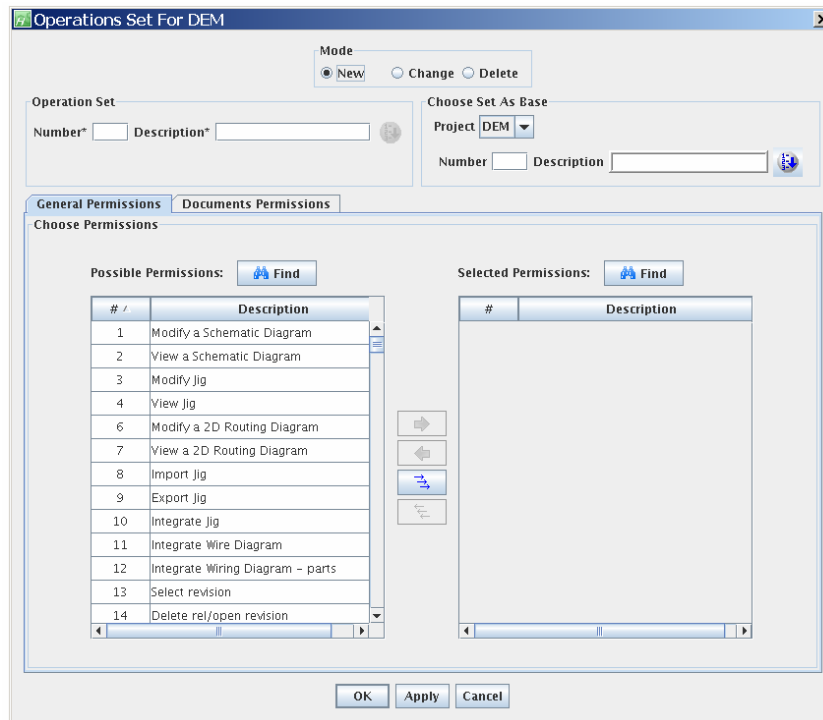 Operations Set For DEM
Mode
New Change Delete
Operation Set
Number* Description*
Choose Set As Base
Project DEM
Number Description
General Permissions Documents Permissions
Choose Permissions
Possible Permissions: Find
# Description
1 Modify a Schematic Diagram
2 View a Schematic Diagram
3 Modify Jig
4 View Jig
6 Modify a 2D Routing Diagram
7 View a 2D Routing Diagram
8 Import Jig
9 Export Jig
10 Integrate Jig
11 Integrate Wire Diagram
12 Integrate Wiring Diagram – parts
13 Select revision
14 Delete rel/open revision
Selected Permissions: Find
# Description
OK Apply Cancel